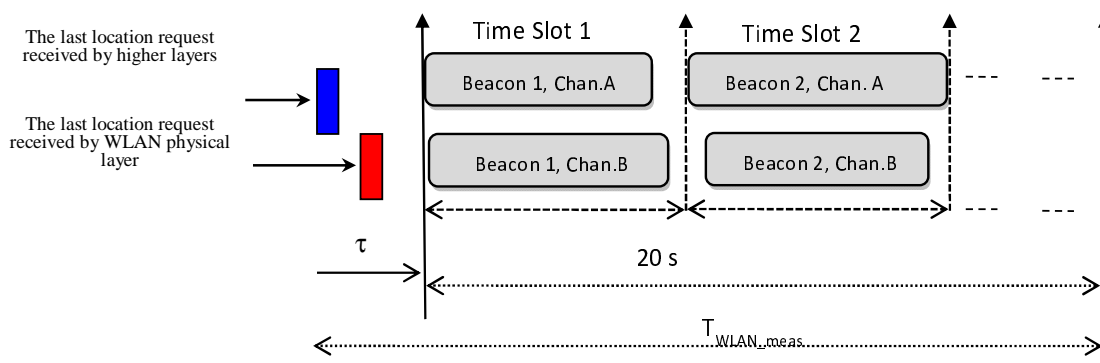 The last location request
received by higher layers
The last location request
received by WLAN physical
layer
Time Slot 1
Time Slot 2
Beacon 1, Chan.A
Beacon 2, Chan. A
Beacon 1, Chan.B
Beacon 2, Chan.B
τ
20 s
T_WLAN_meas